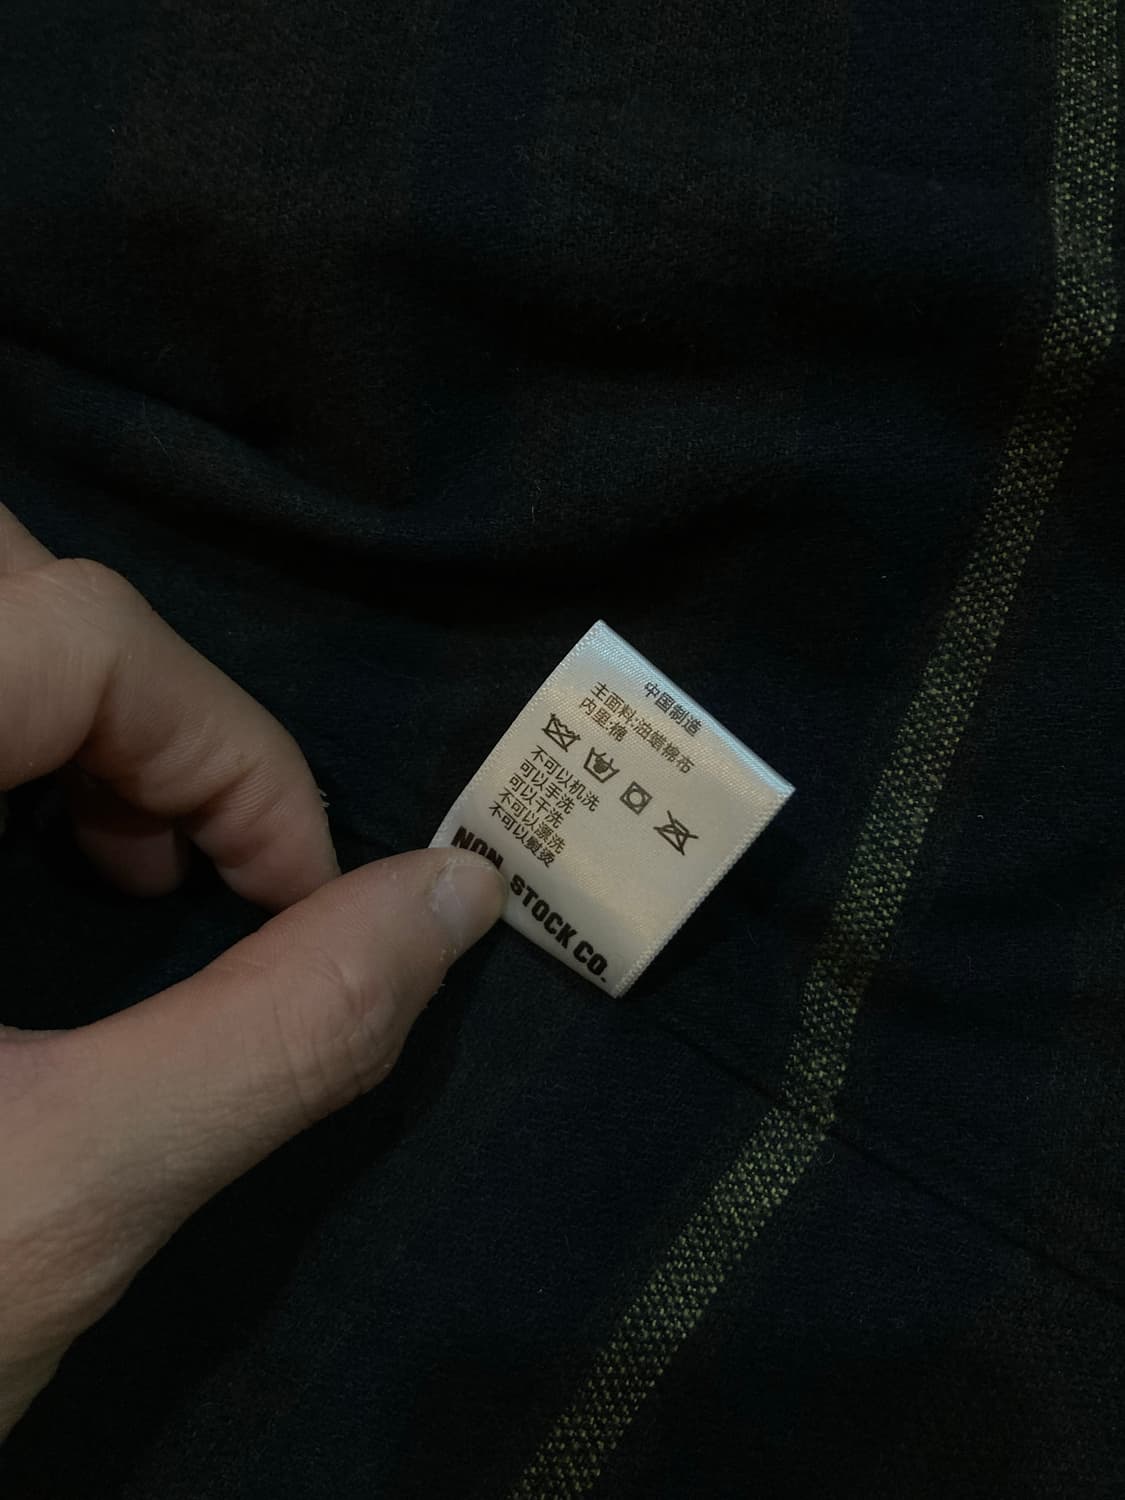 中国制造
主面料:油蜡棉布
内里:棉
不可以机洗
可以手洗
可以干洗
不可以漂洗
不可以熨烫
NON STOCK CO.